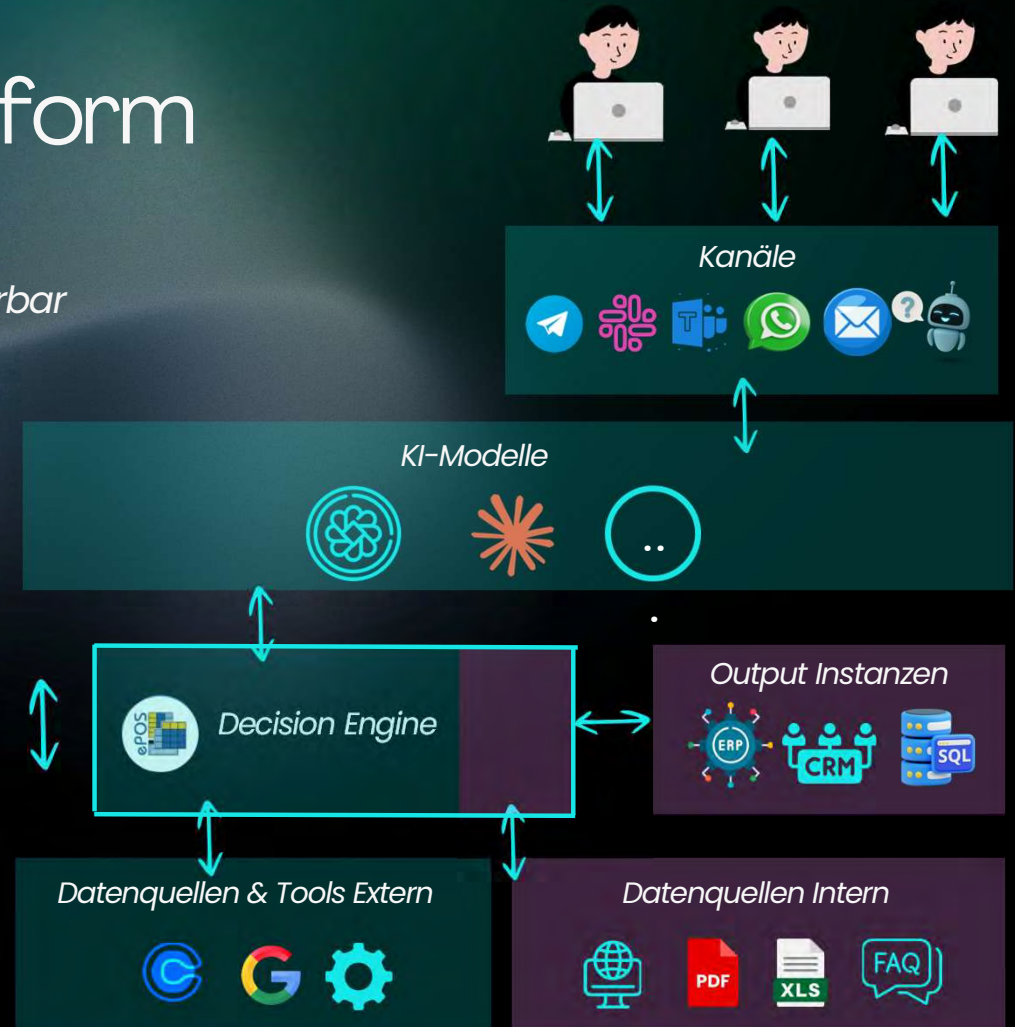 form
rbar
Kanäle
T
?
KI-Modelle
...
ePOS
Decision Engine
Output Instanzen
ERP
CRM
SQL
Datenquellen & Tools Extern
Datenquellen Intern
PDF
XLS
FAQ